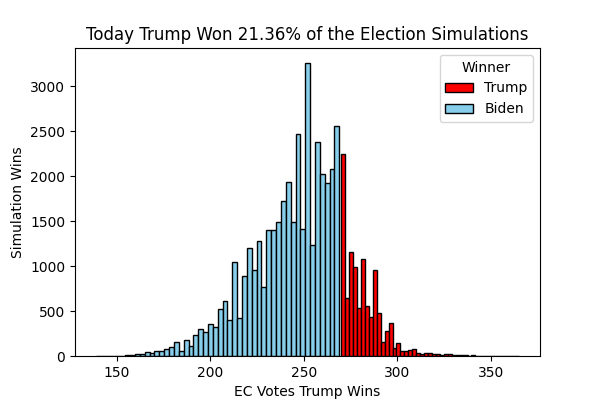 Today Trump Won 21.36% of the Election Simulations
Winner
Trump
Biden
Simulation Wins
3000
2500
2000
1500
1000
500
0
150
200
250
300
350
EC Votes Trump Wins